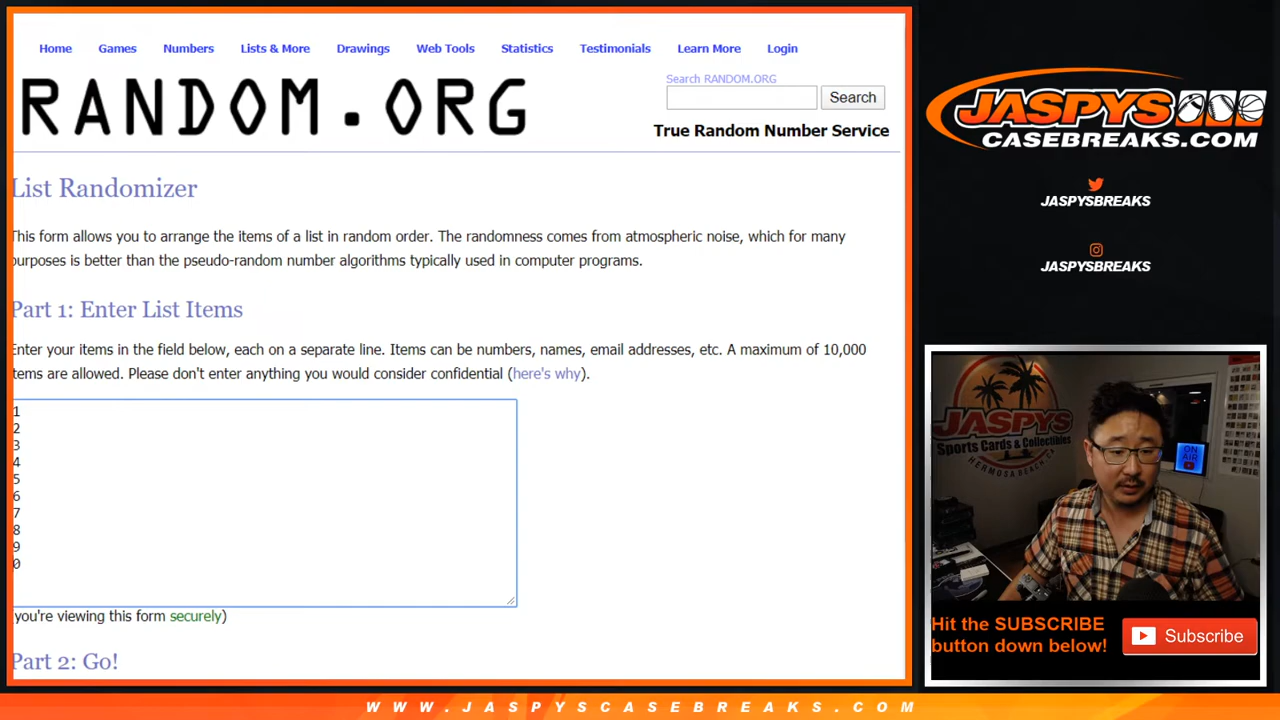 Home Games Numbers Lists & More Drawings Web Tools Statistics Testimonials Learn More Login
RANDOM.ORG
Search RANDOM.ORG
Search
True Random Number Service
List Randomizer
This form allows you to arrange the items of a list in random order. The randomness comes from atmospheric noise, which for many
purposes is better than the pseudo-random number algorithms typically used in computer programs.
Part 1: Enter List Items
Enter your items in the field below, each on a separate line. Items can be numbers, names, email addresses, etc. A maximum of 10,000
items are allowed. Please don't enter anything you would consider confidential (here's why).
1
2
3
4
5
6
7
8
9
0
you're viewing this form securely)
Part 2: Go!
JASPYS
CASEBREAKS.COM
JASPYSBREAKS
JASPYSBREAKS
JASPYS
Sports Cards & Collectibles
HERMOSA BEACH, CA
ON
AIR
Hit the SUBSCRIBE
button down below!
Subscribe
WWW.JASPYSCASEBREAKS.COM